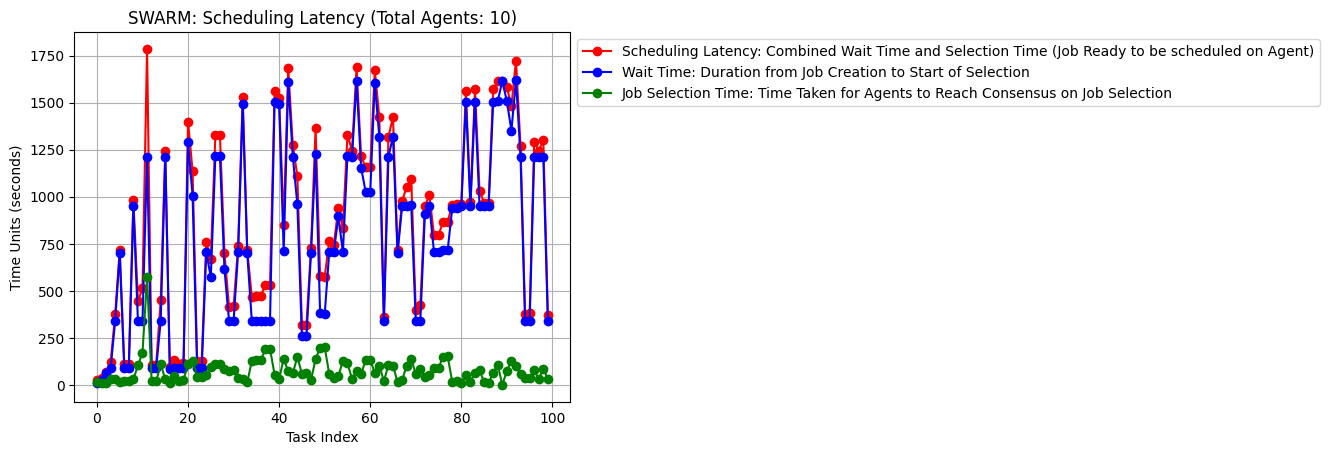 SWARM: Scheduling Latency (Total Agents: 10)
Scheduling Latency: Combined Wait Time and Selection Time (Job Ready to be scheduled on Agent)
Wait Time: Duration from Job Creation to Start of Selection
Job Selection Time: Time Taken for Agents to Reach Consensus on Job Selection
Time Units (seconds)
1750
1500
1250
1000
750
500
250
0
0 20 40 60 80 100
Task Index